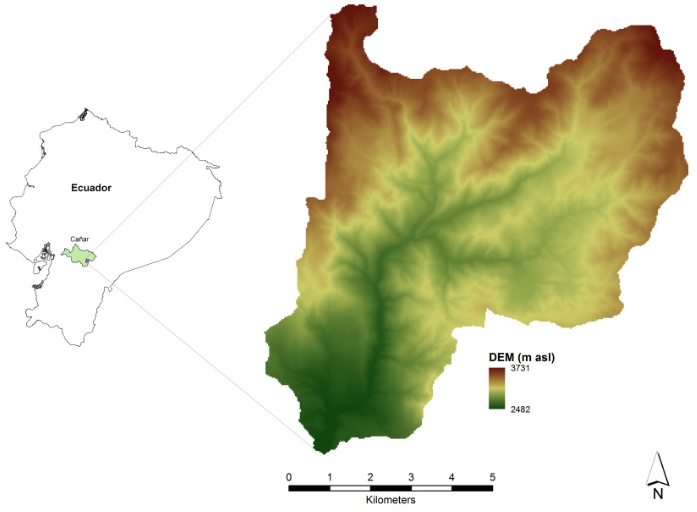 Ecuador
Cañar
DEM (m asl)
3731
2482
0 1 2 3 4 5
Kilometers
N